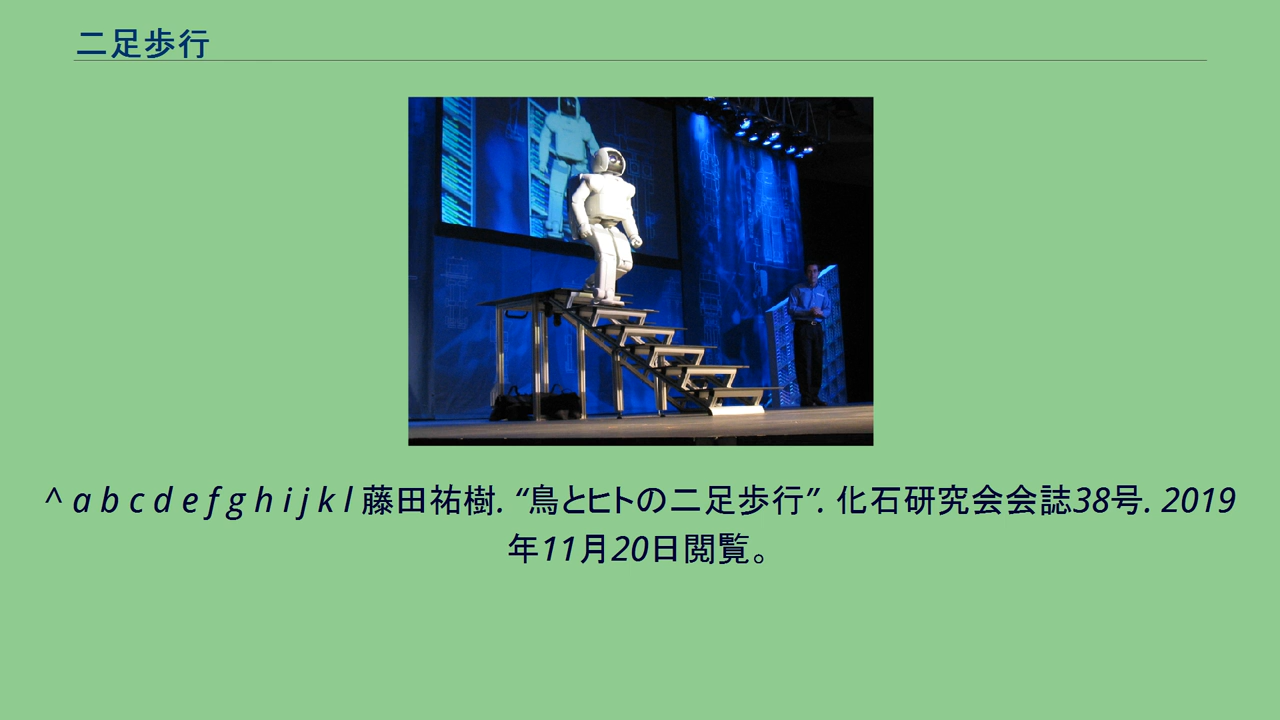 二足歩行
^ a b c d e f g h i j k l 藤田祐樹. “鳥とヒトの二足歩行”. 化石研究会会誌38号. 2019
年11月20日閲覧。